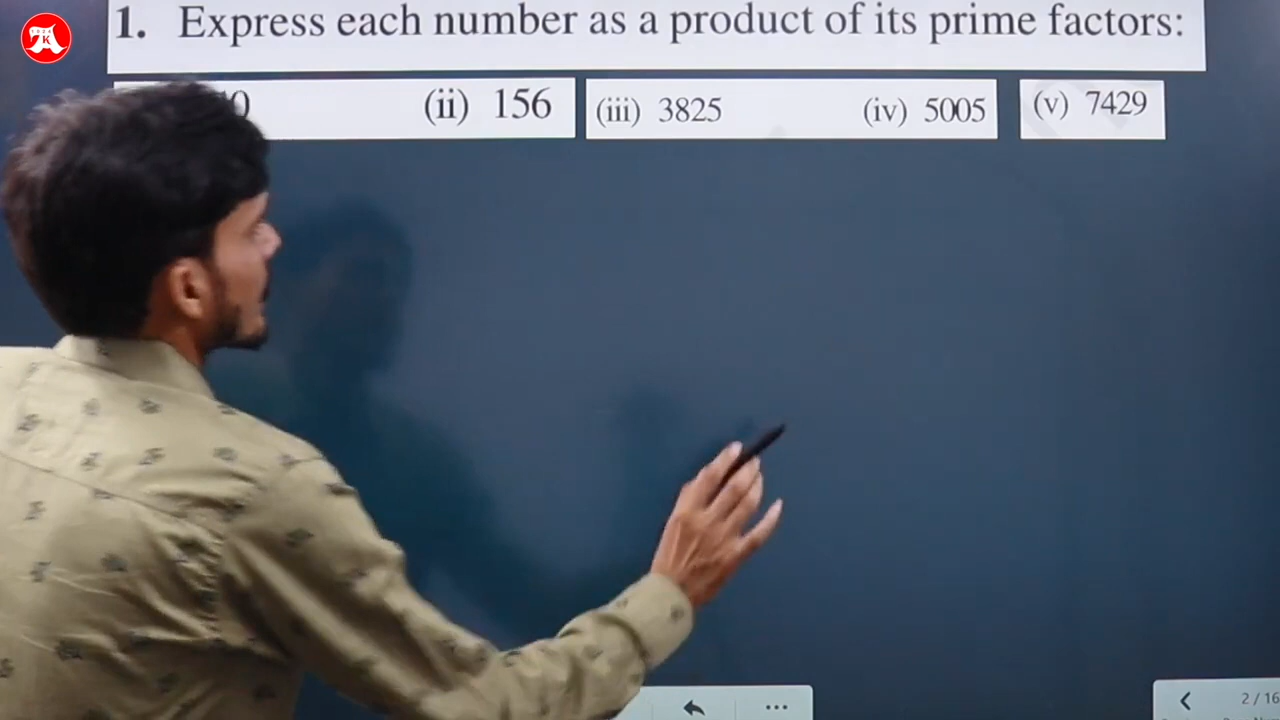 1. Express each number as a product of its prime factors:
0 (ii) 156 (iii) 3825 (iv) 5005 (v) 7429
2 / 16